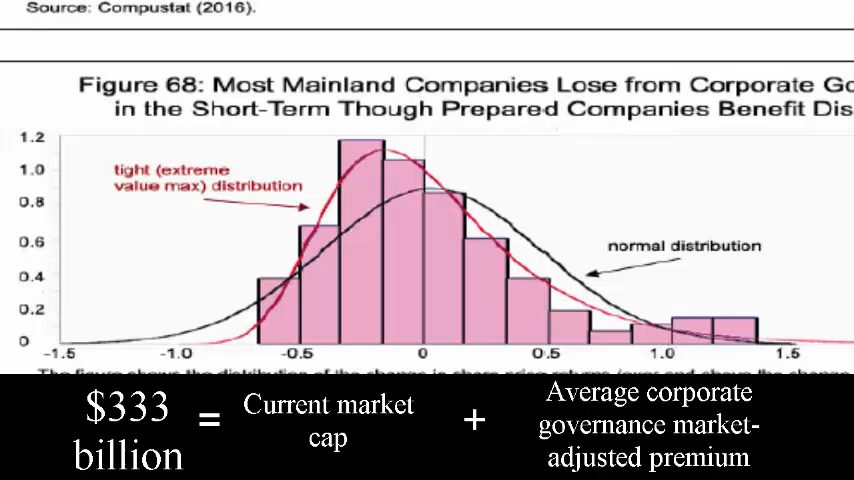 Source: Compustat (2016).
Figure 68: Most Mainland Companies Lose from Corporate Go
in the Short-Term Though Prepared Companies Benefit Dis
1.2
1.0
0.8
0.6
0.4
0.2
0
tight (extreme
value max) distribution
normal distribution
-1.5 -1.0 -0.5 0 0.5 1.0 1.5
$333
billion
=
Current market
cap
+
Average corporate
governance market-
adjusted premium